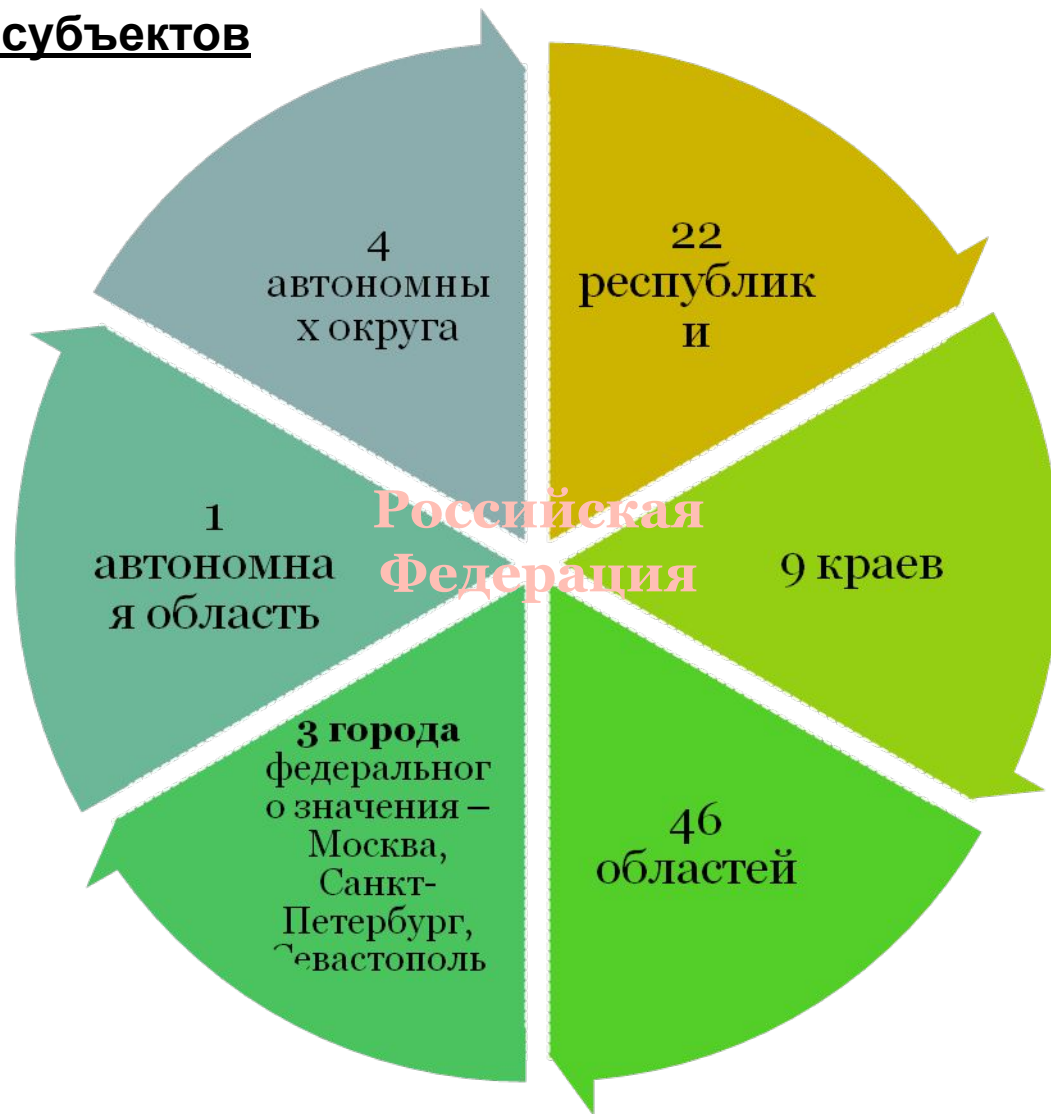 субъектов
22
республик
и
9 краев
46
областей
3 города
федеральног
о значения –
Москва,
Санкт-
Петербург,
Севастополь
1
автономна
я область
4
автономны
х округа
Российская
Федерация